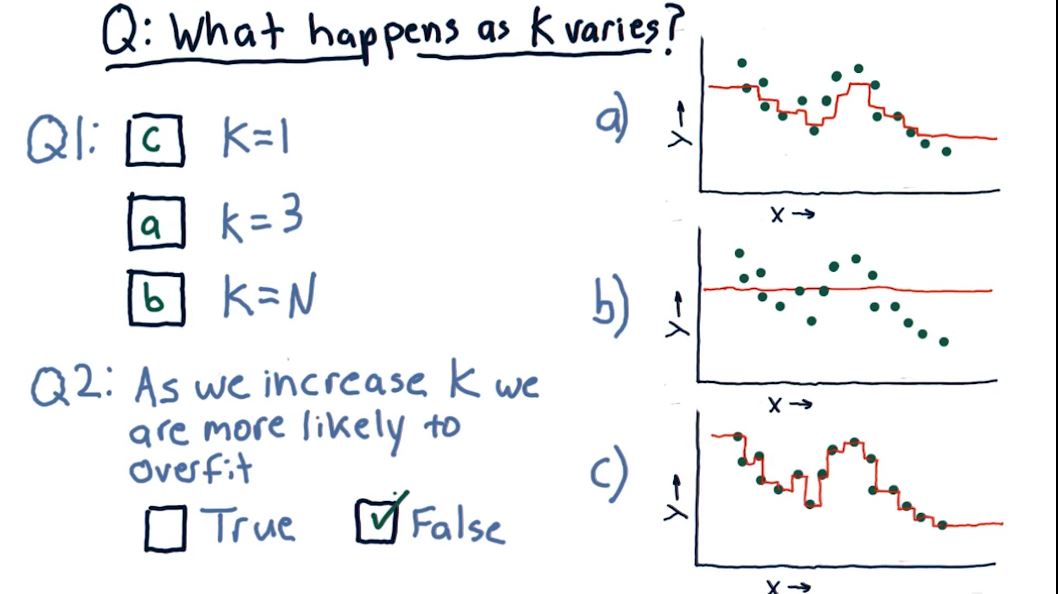 Q: What happens as K varies?
Q1: c K=1
a K=3
b K=N
Q2: As we increase K we
are more likely to
overfit
True ✓ False
a)
Y→
X→
b)
Y→
X→
c)
Y→
X→